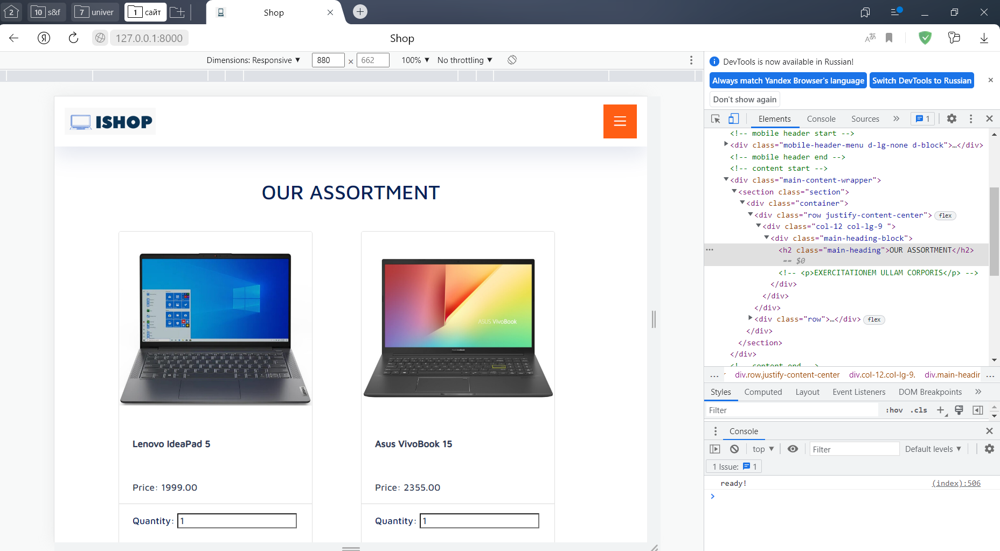 2
10 s&f
7 univer
1 сайт
Shop
127.0.0.1:8000
Shop
Dimensions: Responsive ▼ 880 × 662 100% ▼ No throttling ▼
DevTools is now available in Russian!
Always match Yandex Browser's language
Switch DevTools to Russian
Don't show again
ISHOP
Elements Console Sources » 1
<!-- mobile header start -->
<div class="mobile-header-menu d-lg-none d-block">…</div>
<!-- mobile header end -->
<!-- content start -->
<div class="main-content-wrapper">
<section class="section">
<div class="container">
<div class="row justify-content-center"> flex
<div class="col-12 col-lg-9 ">
<div class="main-heading-block">
<h2 class="main-heading">OUR ASSORTMENT</h2>
== $0
<!-- <p>EXERCITATIONEM ULLAM CORPORIS</p> -->
</div>
</div>
</div>
<div class="row">…</div> flex
</div>
</section>
</div>
<!-- content end -->
... div.row.justify-content-center div.col-12.col-lg-9. div.main-headin ...
Styles Computed Layout Event Listeners DOM Breakpoints »
Filter :hov .cls
Console
top ▼ Filter Default levels ▼
1 Issue: 1
ready! (index):506
OUR ASSORTMENT
ASUS VivoBook
Lenovo IdeaPad 5
Price: 1999.00
Quantity: 1
Asus VivoBook 15
Price: 2355.00
Quantity: 1